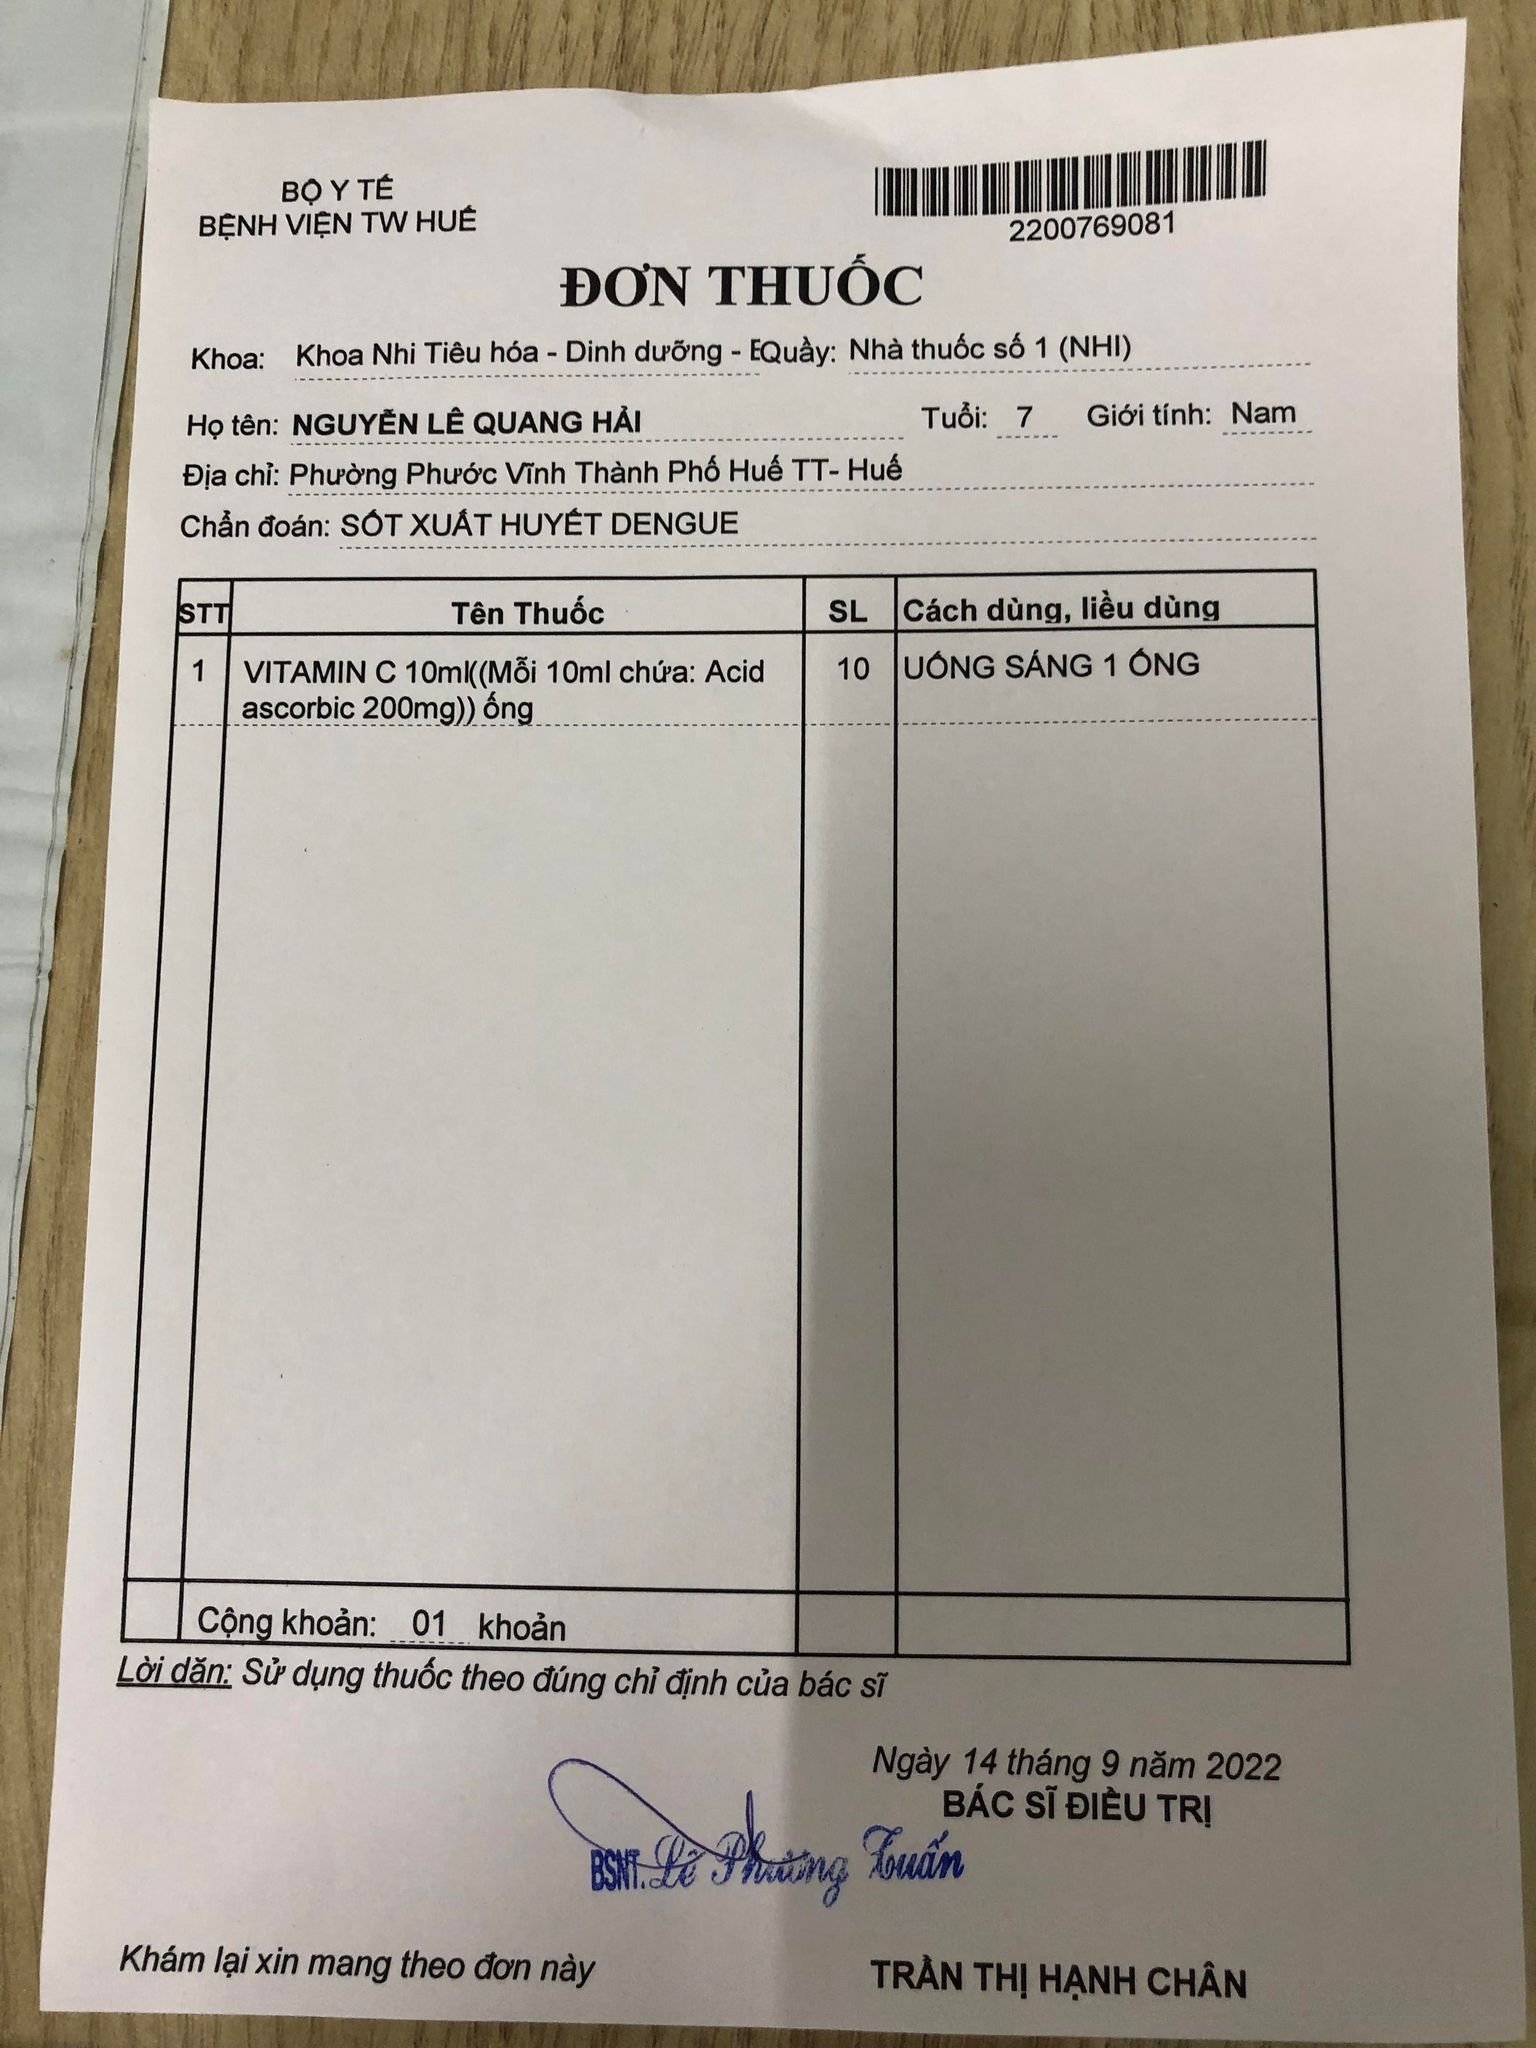 BỘ Y TẾ
BỆNH VIỆN TW HUẾ
2200769081
ĐƠN THUỐC
Khoa: Khoa Nhi Tiêu hóa - Dinh dưỡng - Quầy: Nhà thuốc số 1 (NHI)
Họ tên: NGUYỄN LÊ QUANG HẢI Tuổi: 7 Giới tính: Nam
Địa chỉ: Phường Phước Vĩnh Thành Phố Huế TT- Huế
Chẩn đoán: SỐT XUẤT HUYẾT DENGUE
STT Tên Thuốc SL Cách dùng, liều dùng
1 VITAMIN C 10ml((Mỗi 10ml chứa: Acid 10 UỐNG SÁNG 1 ỐNG
ascorbic 200mg)) ống
Cộng khoản: 01 khoản
Lời dặn: Sử dụng thuốc theo đúng chỉ định của bác sĩ
Ngày 14 tháng 9 năm 2022
BÁC SĨ ĐIỀU TRỊ
BSNT. Lê Phương Tuấn
Khám lại xin mang theo đơn này
TRẦN THỊ HẠNH CHÂN